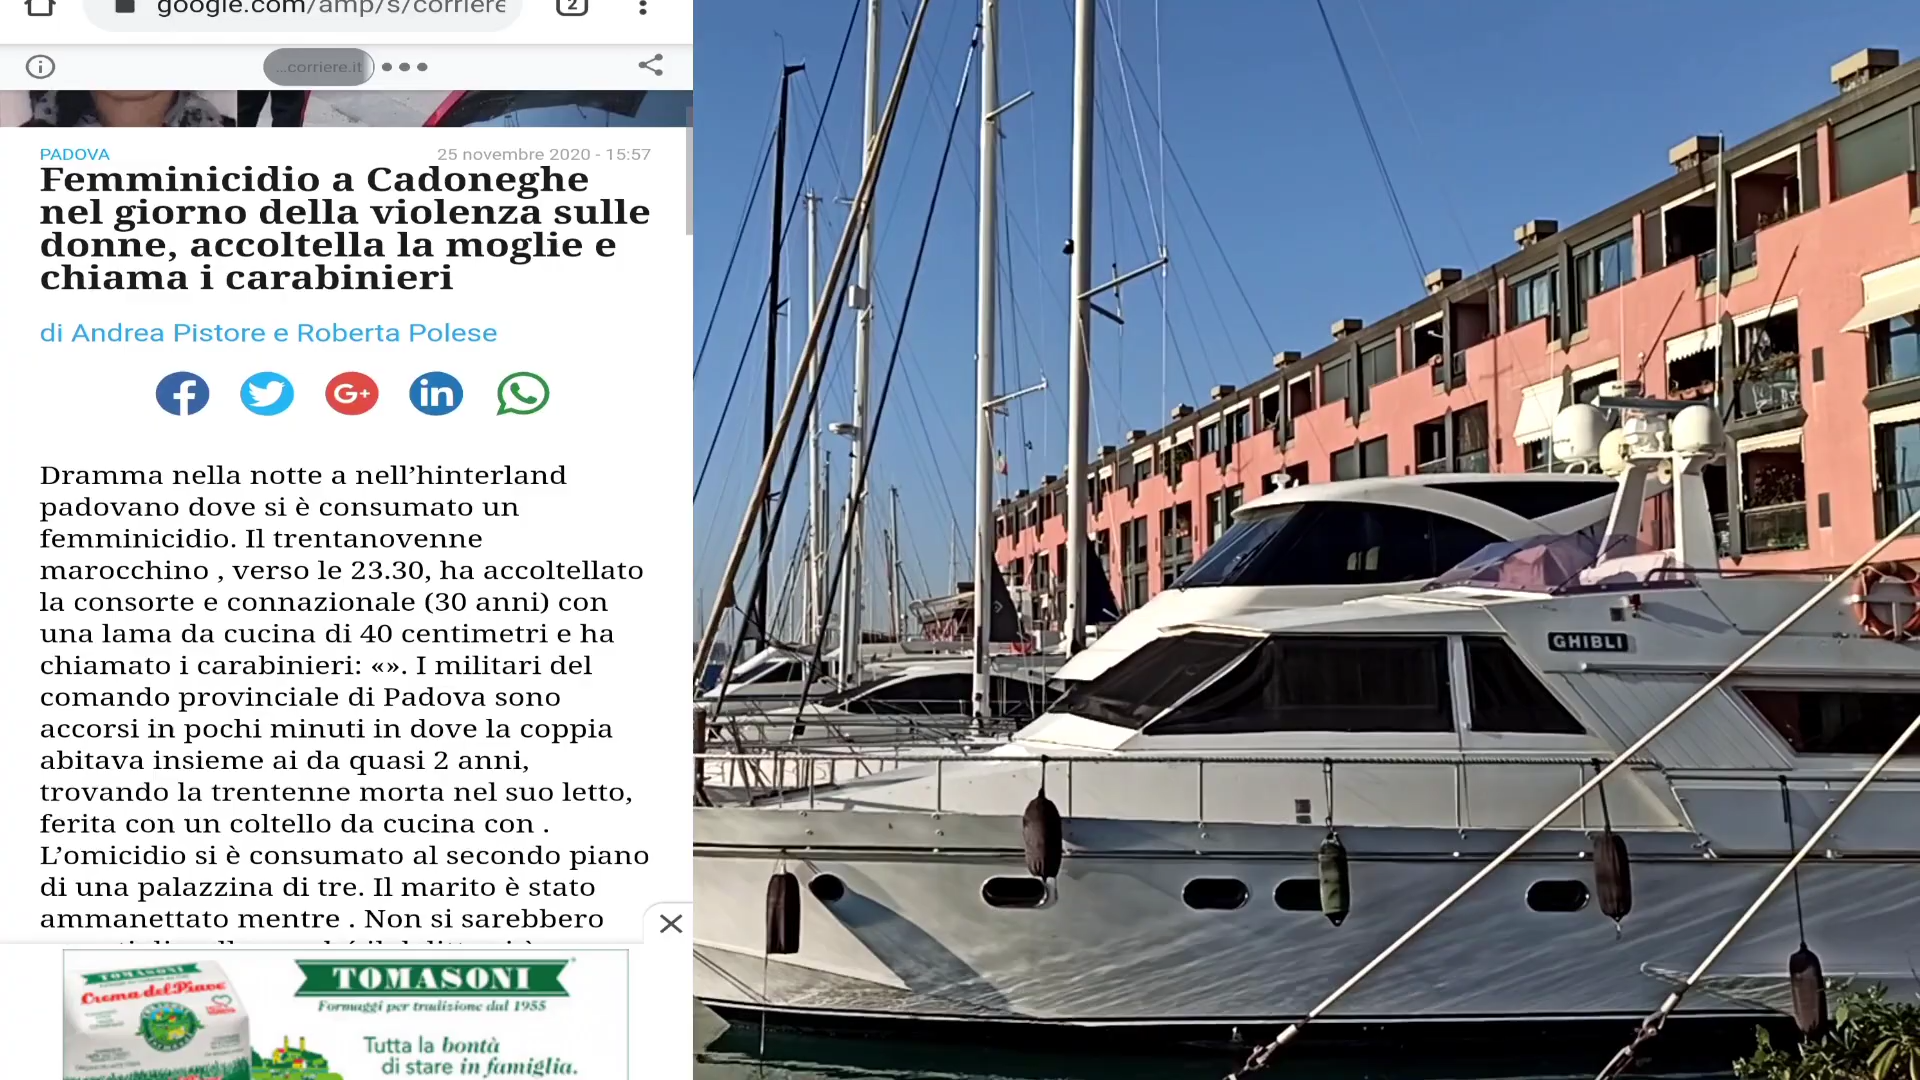 google.com/amp/s/corriere
2
...corriere.it
PADOVA
25 novembre 2020 - 15:57
Femminicidio a Cadoneghe
nel giorno della violenza sulle
donne, accoltella la moglie e
chiama i carabinieri
di Andrea Pistore e Roberta Polese
G+
in
Dramma nella notte a nell’hinterland
padovano dove si è consumato un
femminicidio. Il trentanovenne
marocchino , verso le 23.30, ha accoltellato
la consorte e connazionale (30 anni) con
una lama da cucina di 40 centimetri e ha
chiamato i carabinieri: «». I militari del
comando provinciale di Padova sono
accorsi in pochi minuti in dove la coppia
abitava insieme ai da quasi 2 anni,
trovando la trentenne morta nel suo letto,
ferita con un coltello da cucina con .
L’omicidio si è consumato al secondo piano
di una palazzina di tre. Il marito è stato
ammanettato mentre . Non si sarebbero
TOMASONI
Crema del Piave
TOMASONI
Formaggi per tradizione dal 1955
Tutta la bontà
di stare in famiglia.
GHIBLI